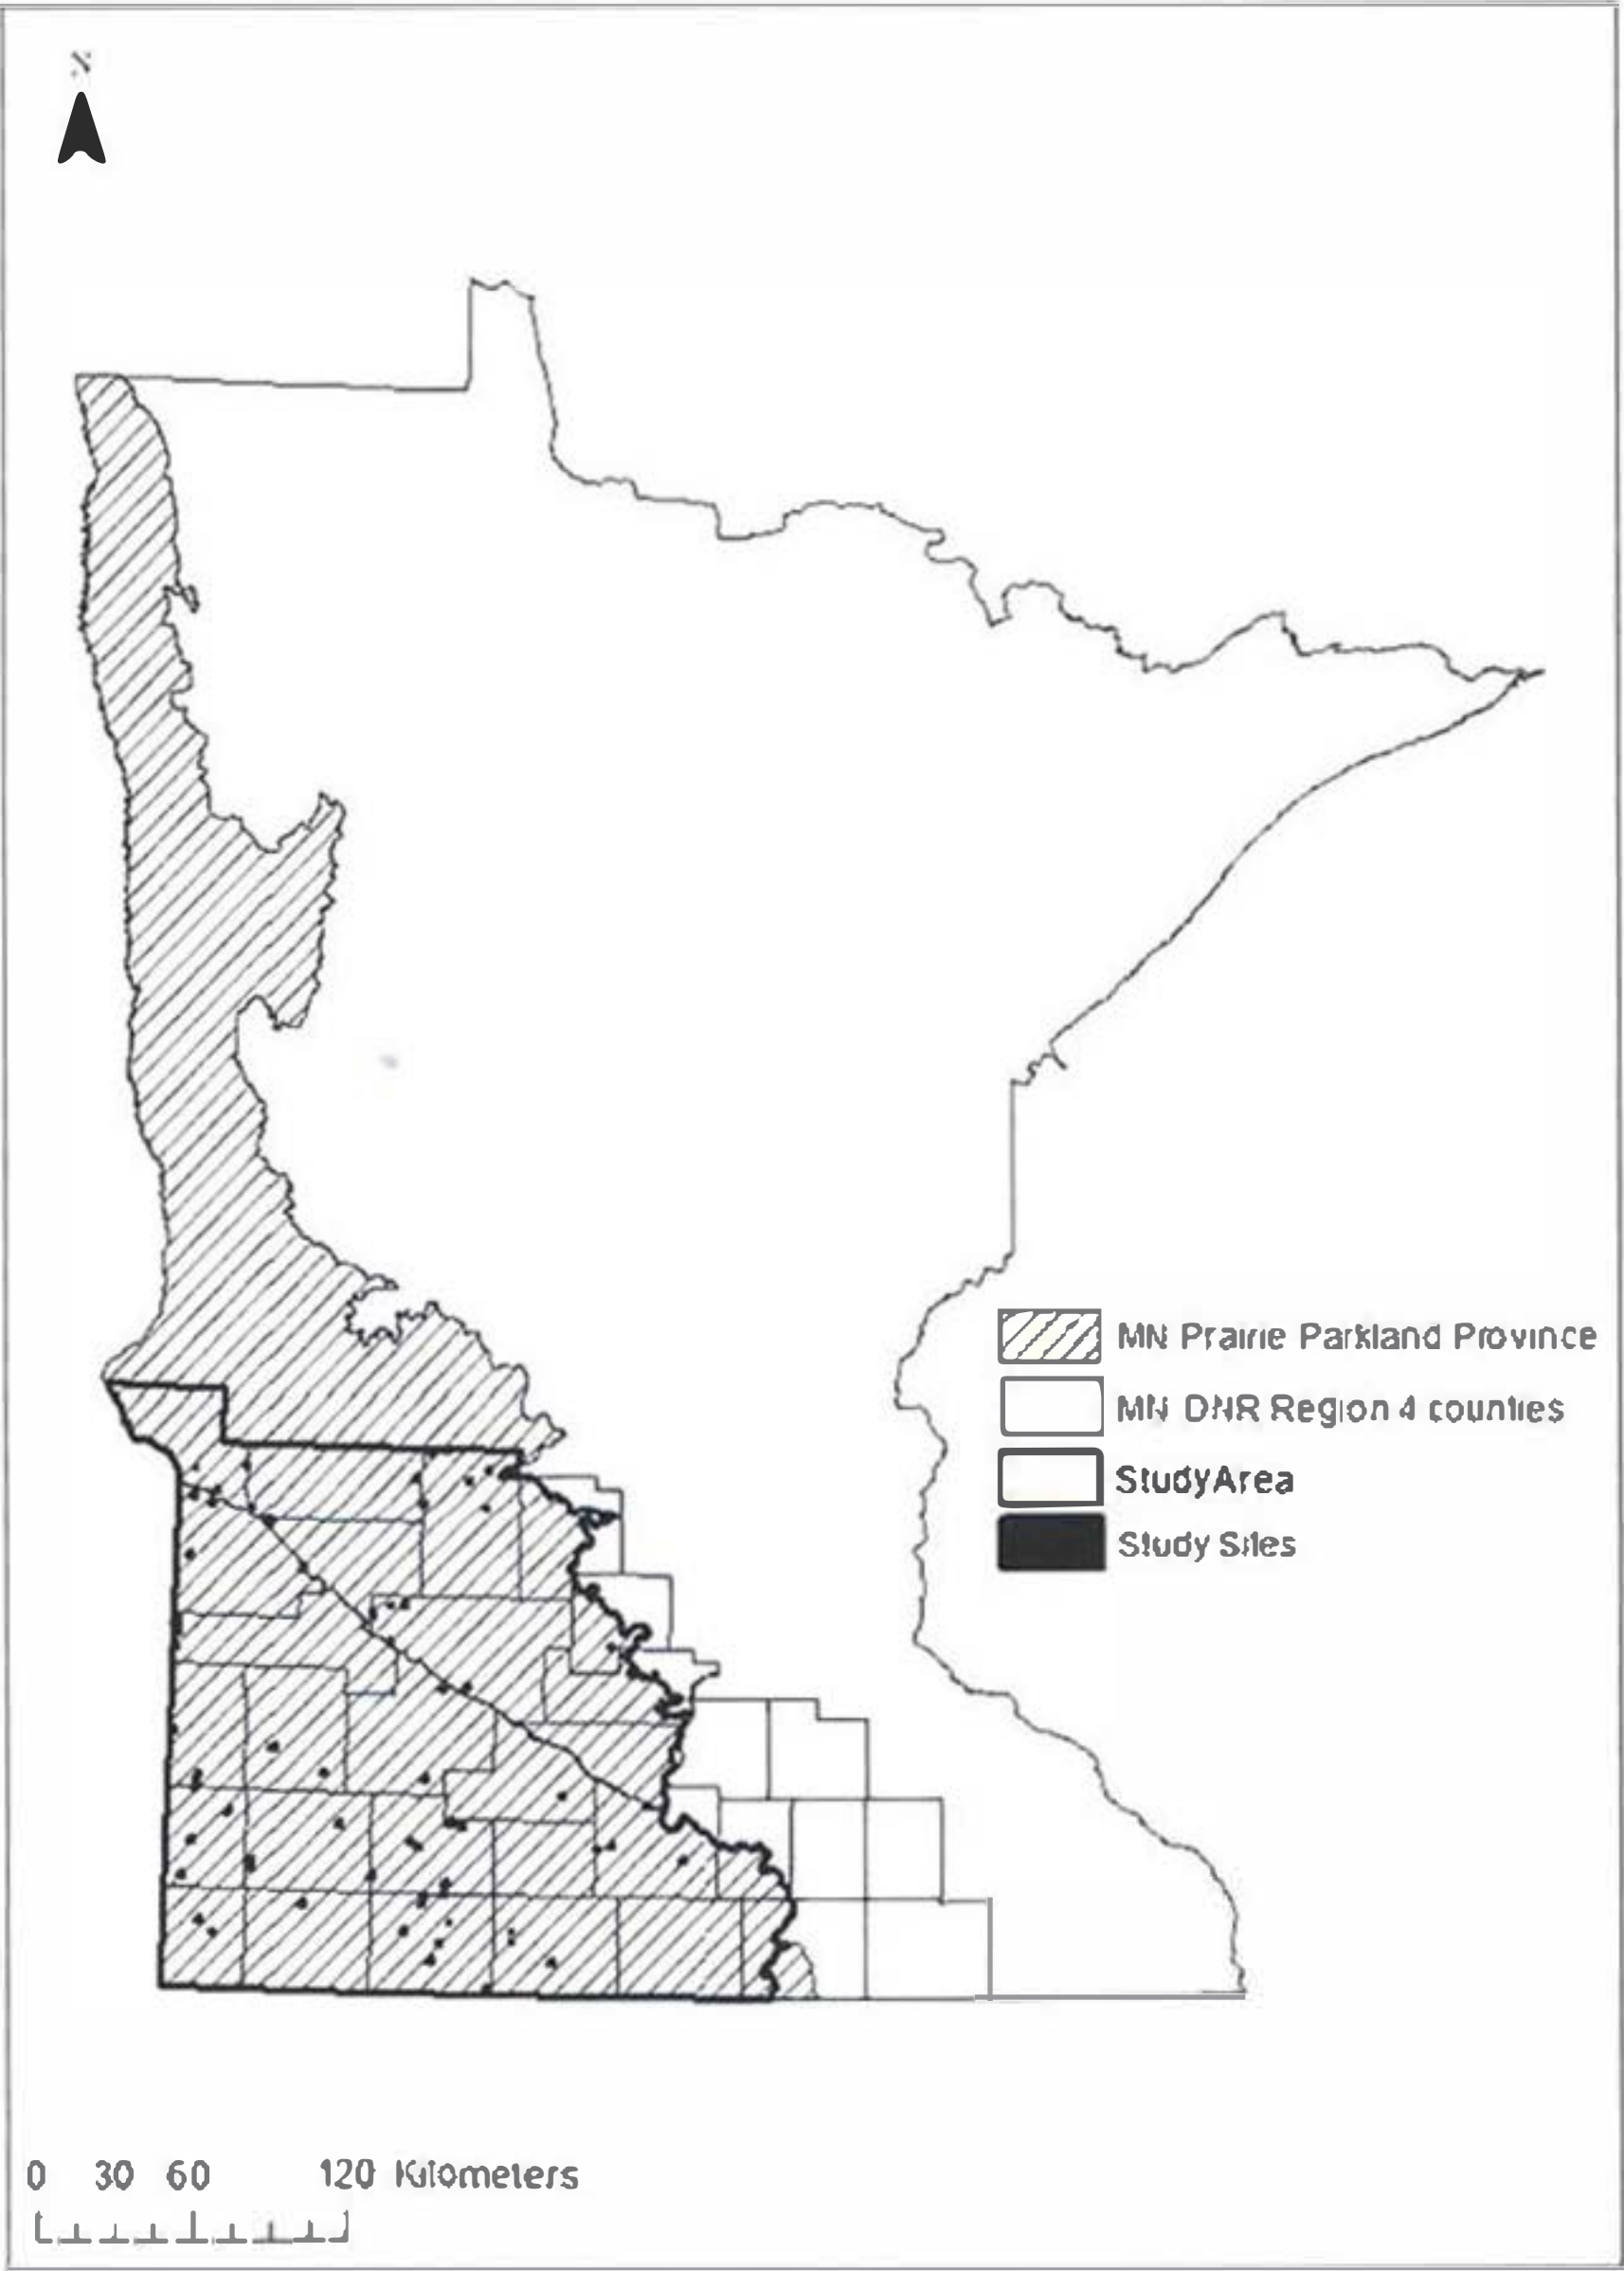 N
MN Prairie Parkland Province
MN DNR Region 4 counties
Study Area
Study Sites
0 30 60 120 Kilometers